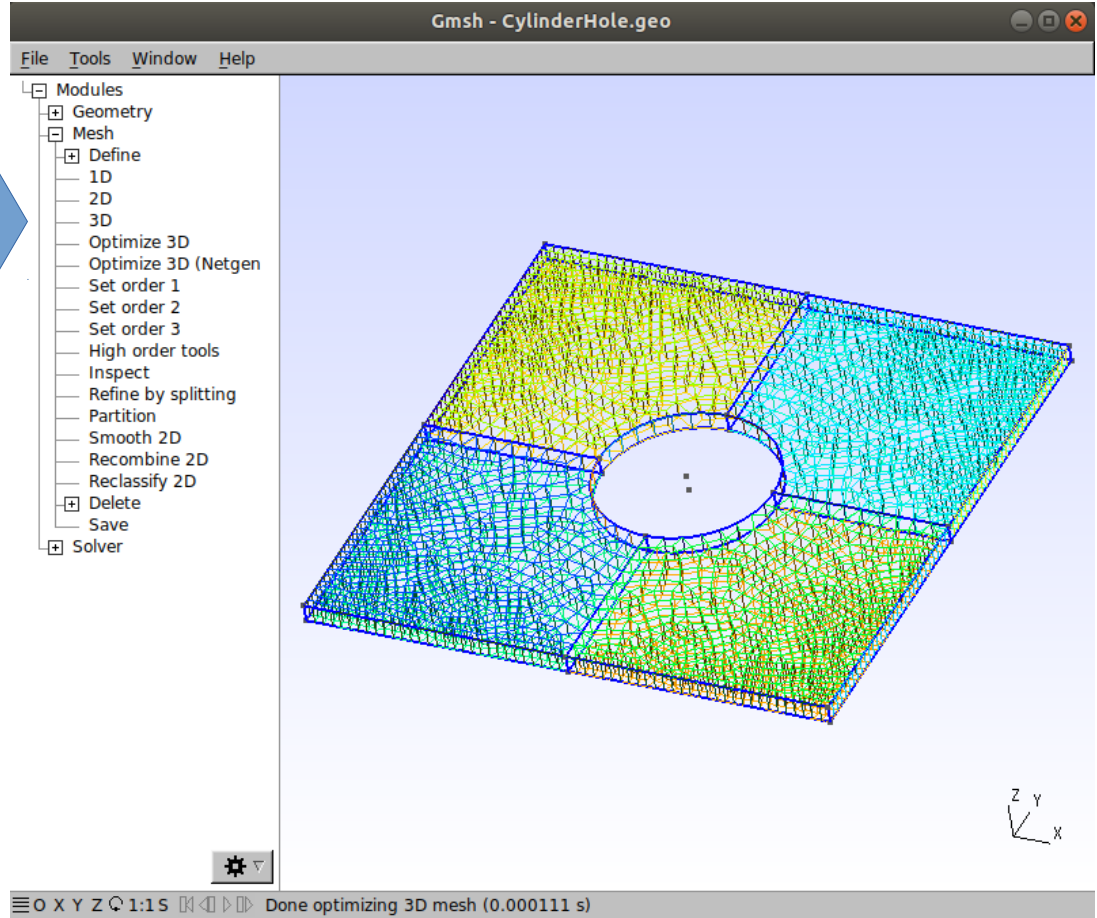 Gmsh - CylinderHole.geo
File Tools Window Help
Modules
Geometry
Mesh
Define
1D
2D
3D
Optimize 3D
Optimize 3D (Netgen
Set order 1
Set order 2
Set order 3
High order tools
Inspect
Refine by splitting
Partition
Smooth 2D
Recombine 2D
Reclassify 2D
Delete
Save
Solver
Z Y
X
O X Y Z 1:1 S Done optimizing 3D mesh (0.000111 s)